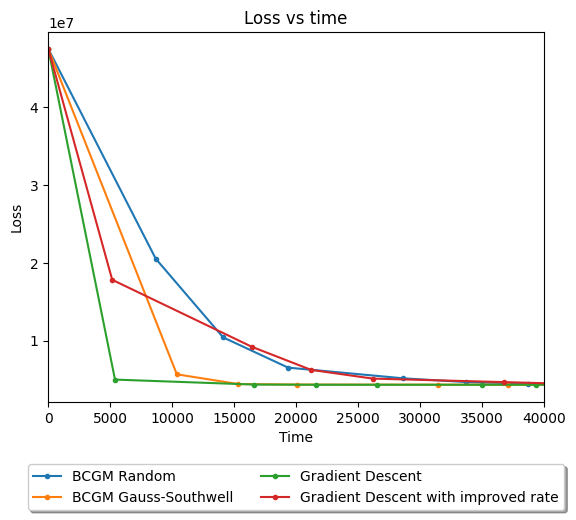 Loss vs time
1e7
4
3
2
1
Loss
0 5000 10000 15000 20000 25000 30000 35000 40000
Time
BCGM Random
BCGM Gauss-Southwell
Gradient Descent
Gradient Descent with improved rate